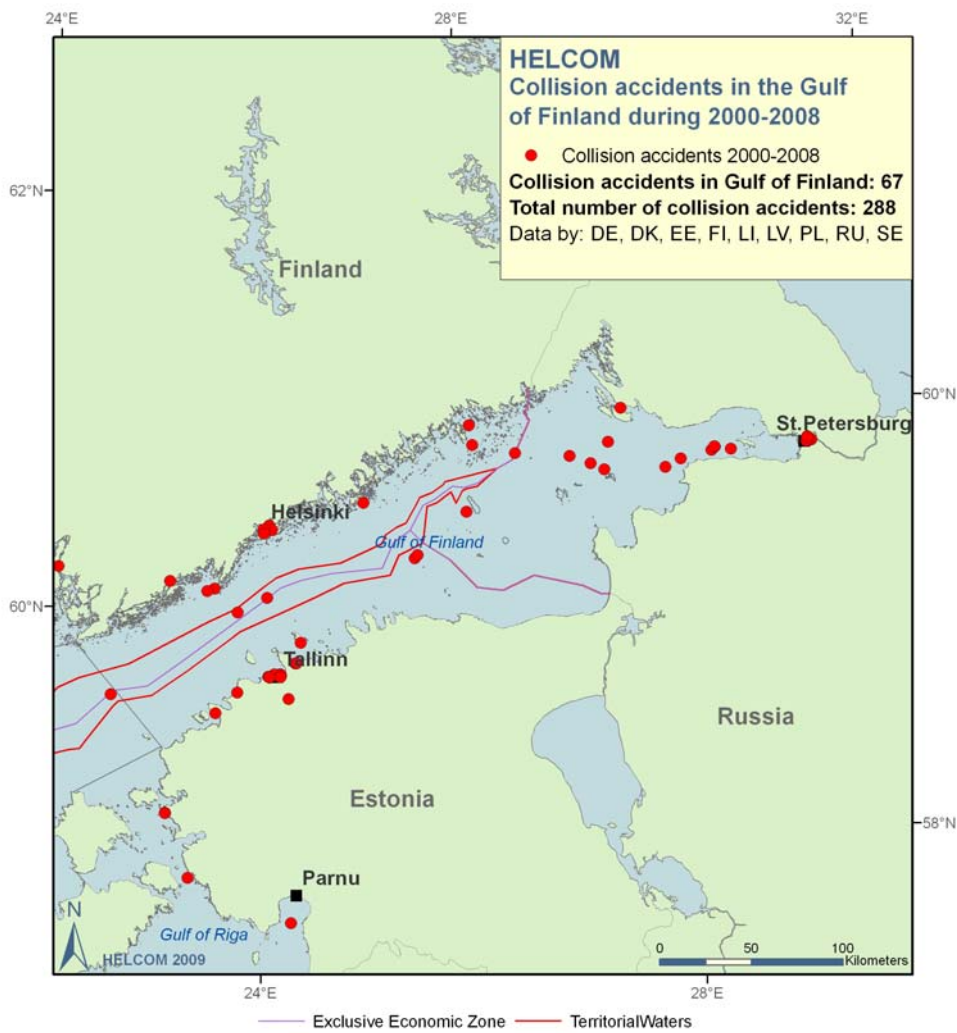 24°E
28°E
32°E
HELCOM
Collision accidents in the Gulf
of Finland during 2000-2008
Collision accidents 2000-2008
Collision accidents in Gulf of Finland: 67
Total number of collision accidents: 288
Data by: DE, DK, EE, FI, LI, LV, PL, RU, SE
62°N
Finland
60°N
St.Petersburg
Helsinki
Gulf of Finland
60°N
Tallinn
Russia
Estonia
58°N
Parnu
N
Gulf of Riga
HELCOM 2009
0 50 100
Kilometers
24°E
28°E
Exclusive Economic Zone
TerritorialWaters